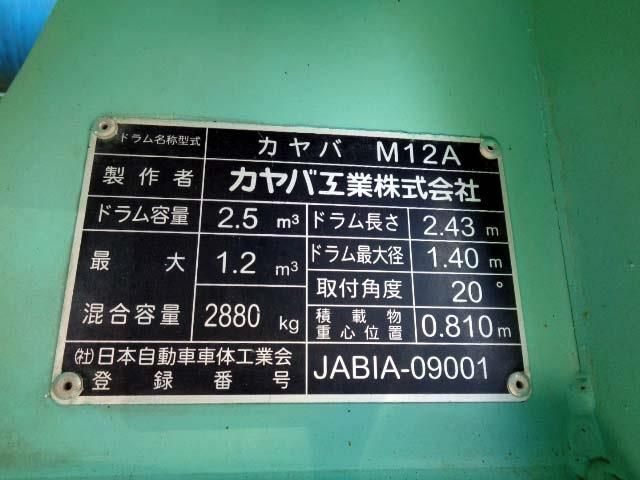 ドラム名称型式 カヤバ M12A
製作者 カヤバ工業株式会社
ドラム容量 2.5 m³ ドラム長さ 2.43 m
最大 1.2 m³ ドラム最大径 1.40 m
取付角度 20°
混合容量 2880 kg 積載物重心位置 0.810m
㈳日本自動車車体工業会
登録番号 JABIA-09001